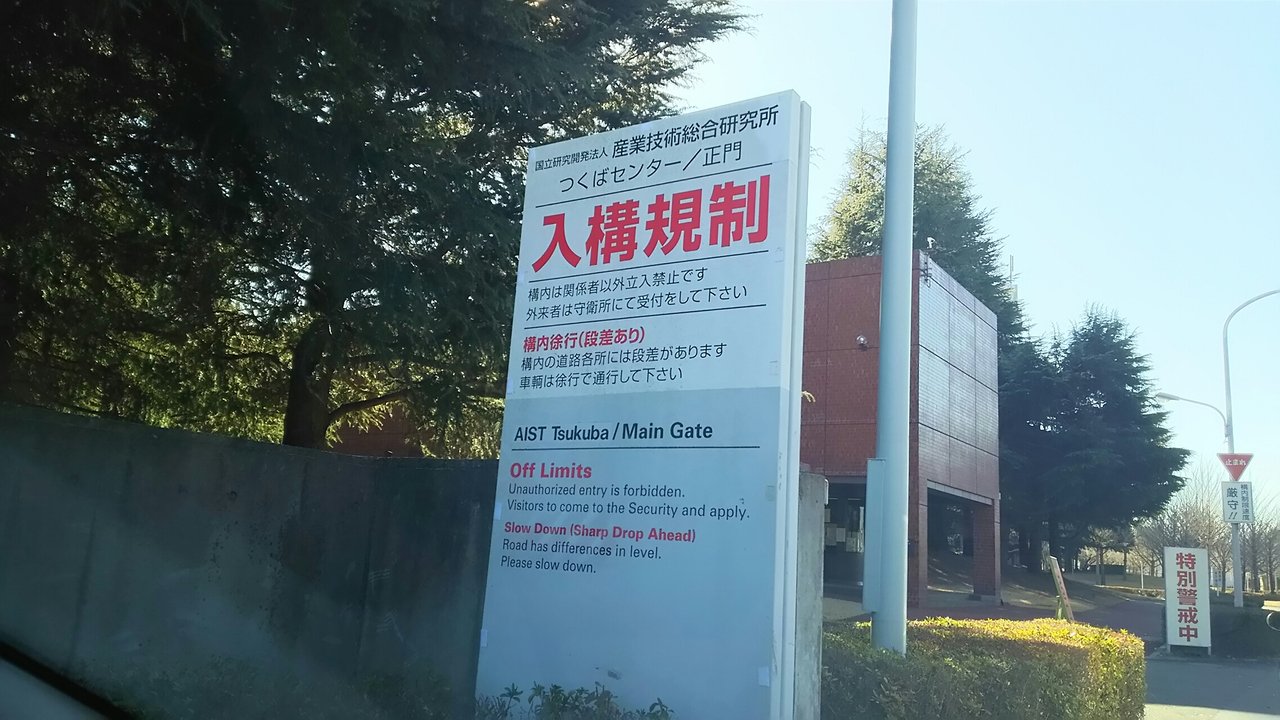 国立研究開発法人 産業技術総合研究所
つくばセンター／正門
入構規制
構内は関係者以外立入禁止です
外来者は守衛所にて受付をして下さい
構内徐行(段差あり)
構内の道路各所には段差があります
車輌は徐行で通行して下さい
AIST Tsukuba / Main Gate
Off Limits
Unauthorized entry is forbidden.
Visitors to come to the Security and apply.
Slow Down (Sharp Drop Ahead)
Road has differences in level.
Please slow down.
止まれ
構内制限速度
厳守!!
特別警戒中